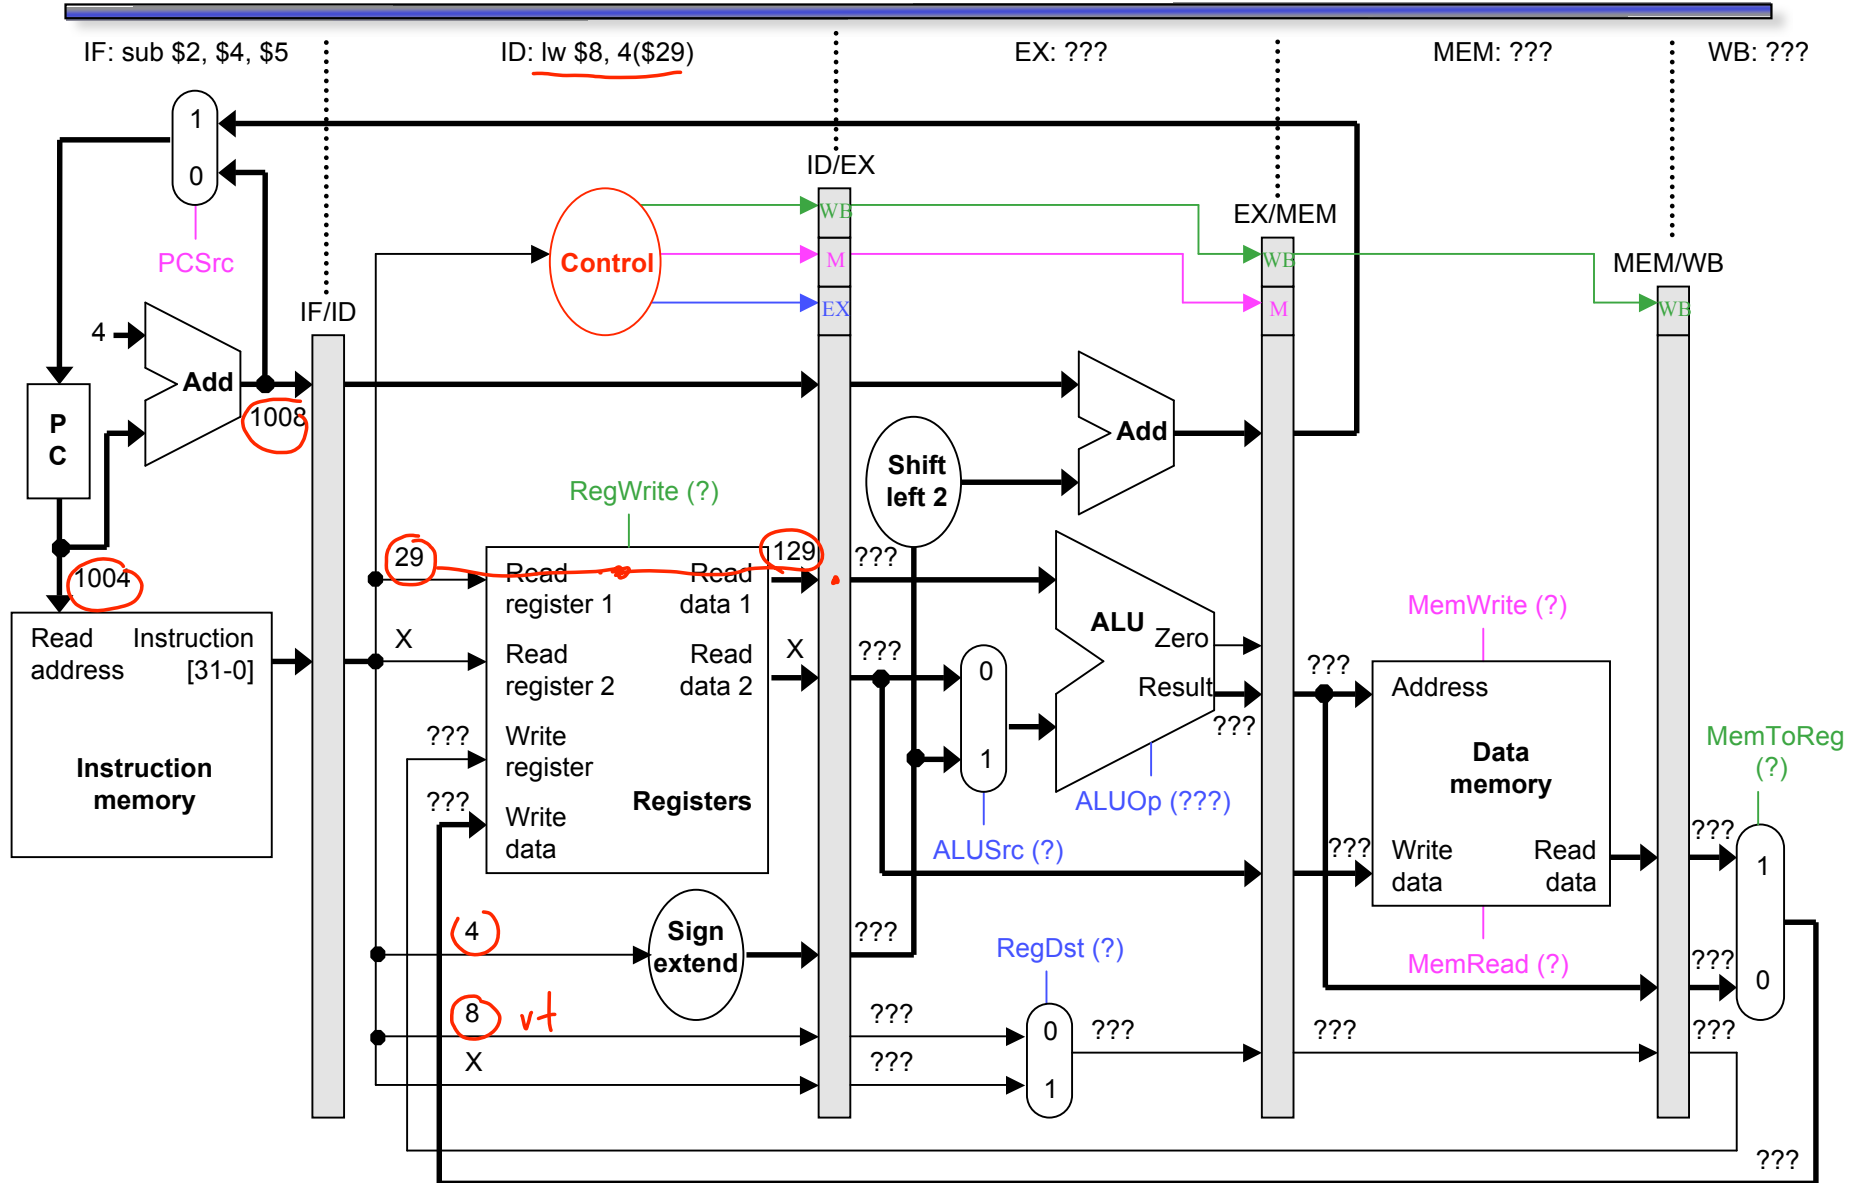 IF: sub $2, $4, $5
ID: lw $8, 4($29)
EX: ???
MEM: ???
WB: ???
1
0
PCSrc
4
Add
1008
P
C
1004
Read
address
Instruction
[31-0]
Instruction
memory
IF/ID
Control
ID/EX
WB
M
EX
RegWrite (?)
29
Read
register 1
Read
data 1
129
X
Read
register 2
Read
data 2
X
???
Write
register
???
Write
data
Registers
4
Sign
extend
8
rt
X
Shift
left 2
Add
???
???
0
1
ALUSrc (?)
ALU
Zero
Result
???
ALUOp (???)
???
RegDst (?)
???
???
0
1
???
EX/MEM
WB
M
MemWrite (?)
???
Address
Data
memory
???
Write
data
Read
data
MemRead (?)
???
MEM/WB
WB
MemToReg
(?)
???
1
???
0
???
???